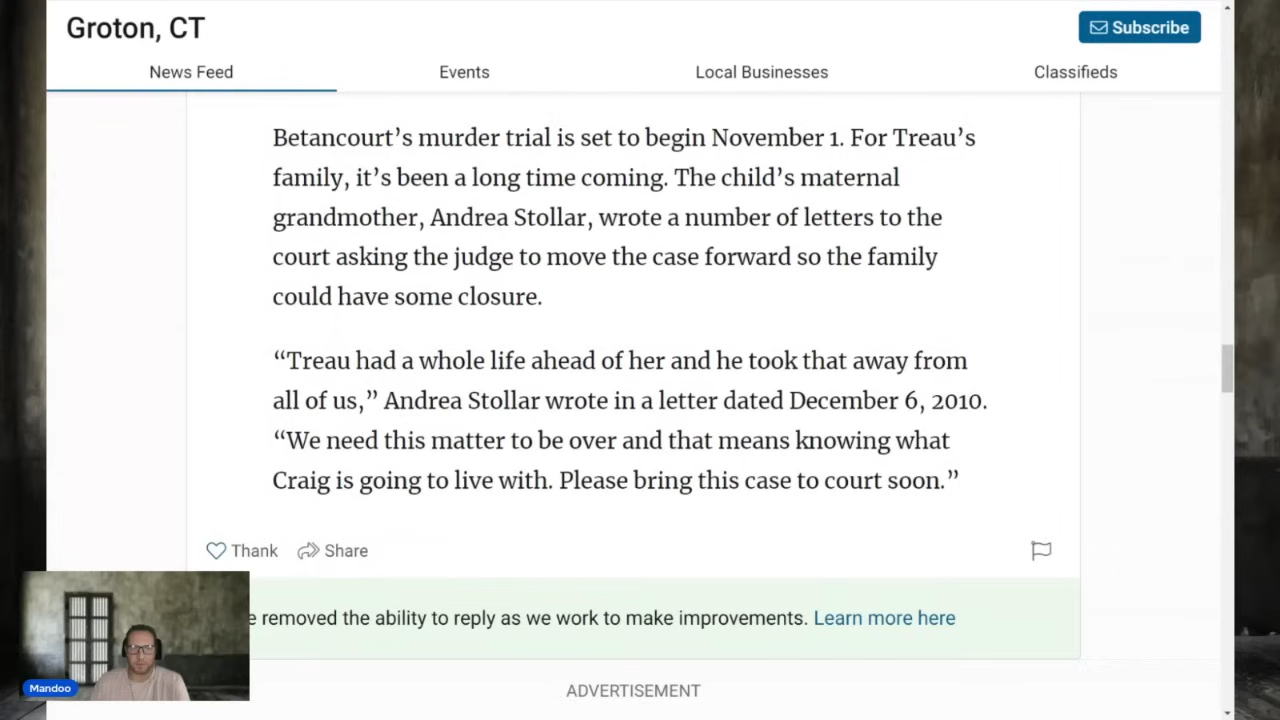 Groton, CT
Subscribe
News Feed
Events
Local Businesses
Classifieds
Betancourt’s murder trial is set to begin November 1. For Treau’s
family, it’s been a long time coming. The child’s maternal
grandmother, Andrea Stollar, wrote a number of letters to the
court asking the judge to move the case forward so the family
could have some closure.
“Treau had a whole life ahead of her and he took that away from
all of us,” Andrea Stollar wrote in a letter dated December 6, 2010.
“We need this matter to be over and that means knowing what
Craig is going to live with. Please bring this case to court soon.”
Thank
Share
removed the ability to reply as we work to make improvements. Learn more here
Mandoo
ADVERTISEMENT